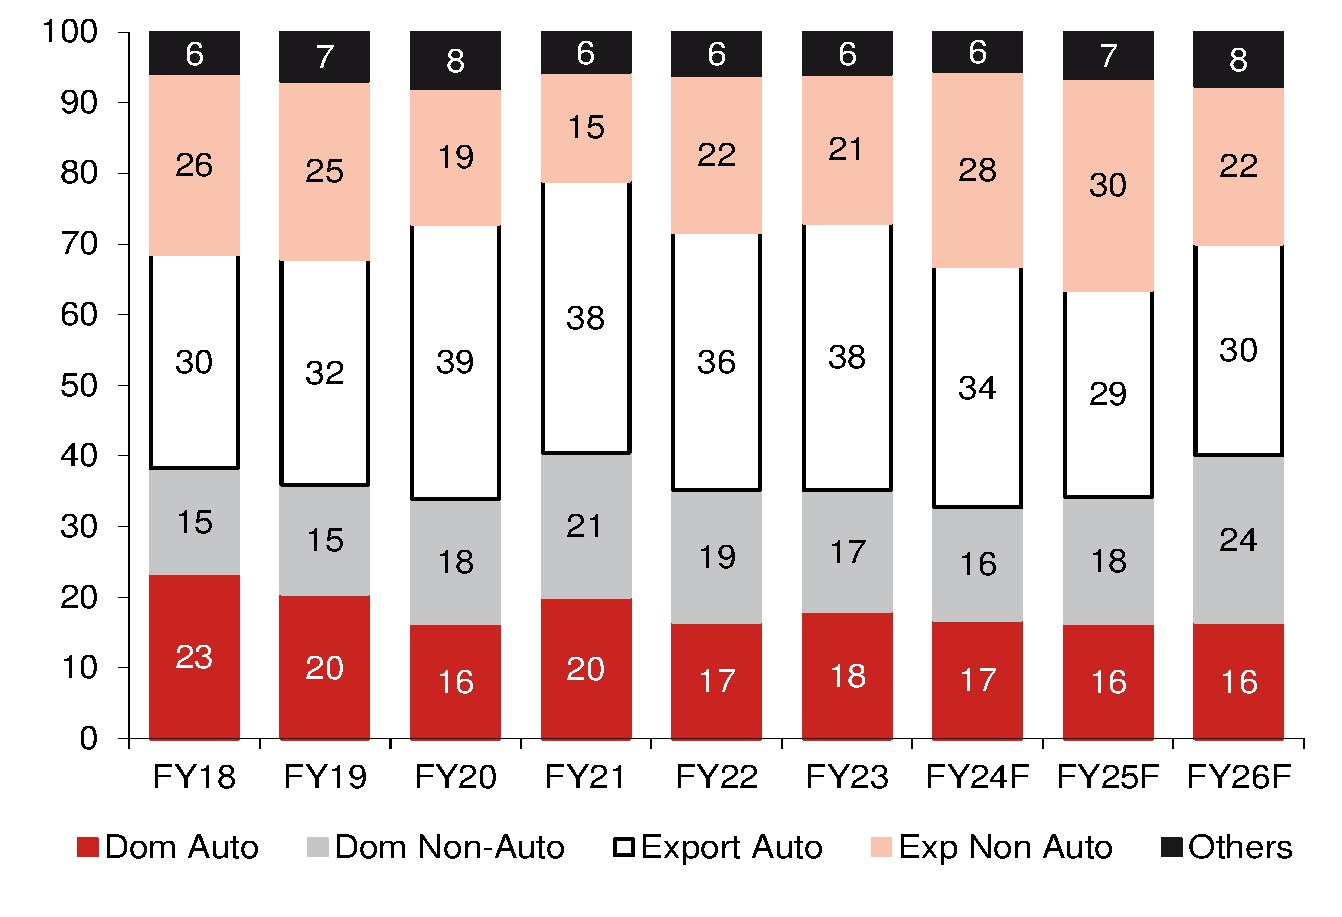 100
90
80
70
60
50
40
30
20
10
0
6 7 8 6 6 6 6 7 8
26 25 19 15 22 21 28 30 22
30 32 39 38 36 38 34 29 30
15 15 18 21 19 17 16 18 24
23 20 16 20 17 18 17 16 16
FY18 FY19 FY20 FY21 FY22 FY23 FY24F FY25F FY26F
Dom Auto Dom Non-Auto Export Auto Exp Non Auto Others